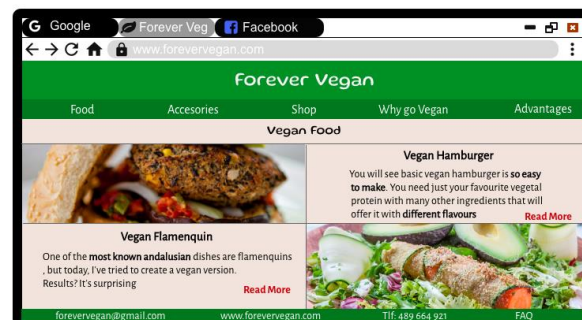 G Google Forever Veg Facebook
www.forevervegan.com
Forever Vegan
Food Accesories Shop Why go Vegan Advantages
Vegan Food
Vegan Hamburger
You will see basic vegan hamburger is so easy
to make. You need just your favourite vegetal
protein with many other ingredients that will
offer it with different flavours Read More
Vegan Flamenquin
One of the most known andalusian dishes are flamenquins
, but today, I've tried to create a vegan version.
Results? It's surprising
Read More
forevervegan@gmail.com www.forevervegan.com Tlf: 489 664 921 FAQ